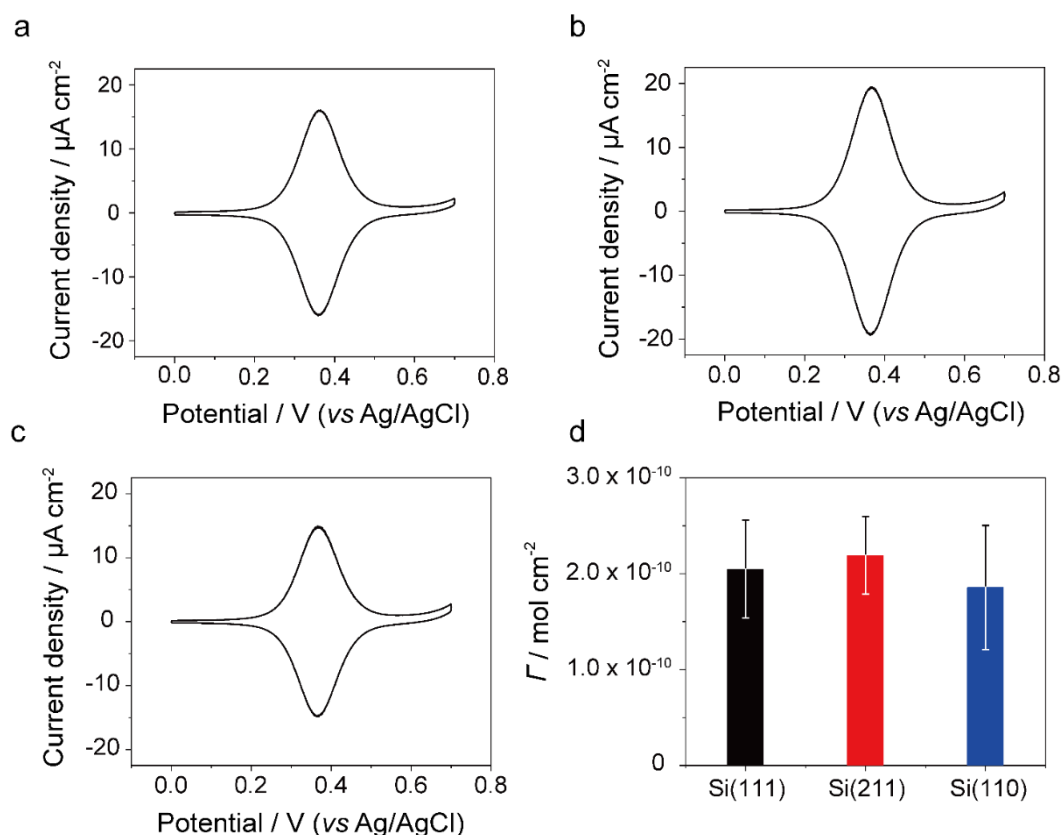 a
20
10
0
-10
-20
Current density / µA cm-2
0.0 0.2 0.4 0.6 0.8
Potential / V (vs Ag/AgCl)
b
20
10
0
-10
-20
Current density / µA cm-2
0.0 0.2 0.4 0.6 0.8
Potential / V (vs Ag/AgCl)
c
20
10
0
-10
-20
Current density / µA cm-2
0.0 0.2 0.4 0.6 0.8
Potential / V (vs Ag/AgCl)
d
3.0 x 10-10
2.0 x 10-10
1.0 x 10-10
0
Γ / mol cm-2
Si(111) Si(211) Si(110)